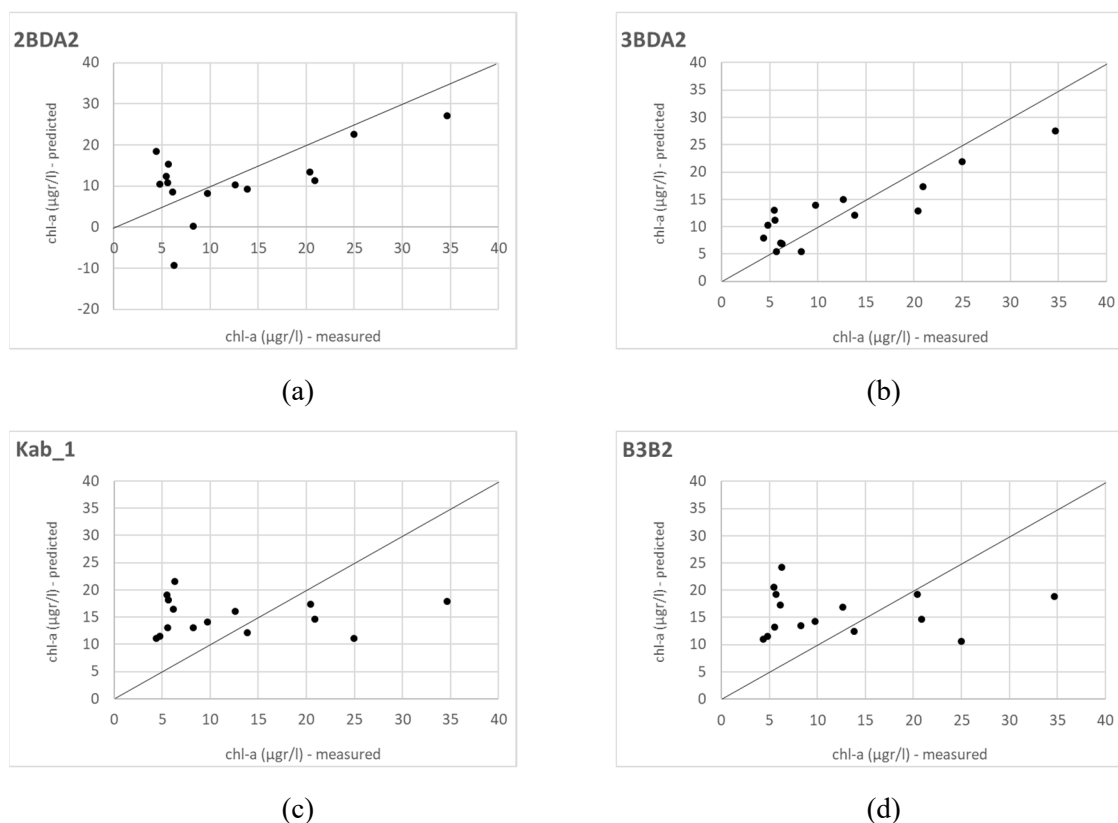 2BDA2
40
30
20
10
0
-10
-20
0 5 10 15 20 25 30 35 40
chl-a (µgr/l) - predicted
chl-a (µgr/l) - measured
(a)
3BDA2
40
35
30
25
20
15
10
5
0
0 5 10 15 20 25 30 35 40
chl-a (µgr/l) - predicted
chl-a (µgr/l) - measured
(b)
Kab_1
40
35
30
25
20
15
10
5
0
0 5 10 15 20 25 30 35 40
chl-a (µgr/l) - predicted
chl-a (µgr/l) - measured
(c)
B3B2
40
35
30
25
20
15
10
5
0
0 5 10 15 20 25 30 35 40
chl-a (µgr/l) - predicted
chl-a (µgr/l) - measured
(d)